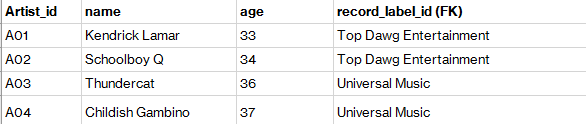 Artist_id name age record_label_id (FK)
A01 Kendrick Lamar 33 Top Dawg Entertainment
A02 Schoolboy Q 34 Top Dawg Entertainment
A03 Thundercat 36 Universal Music
A04 Childish Gambino 37 Universal Music